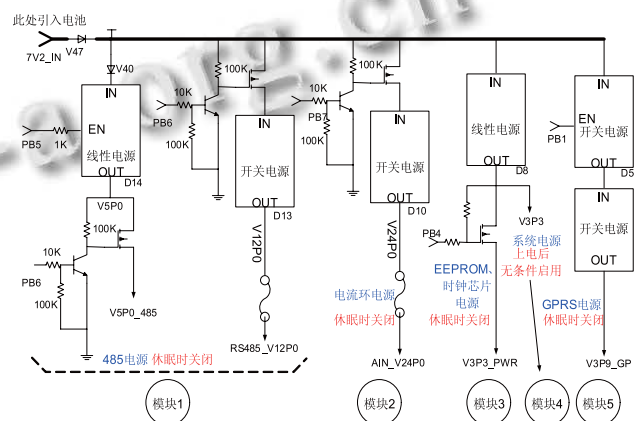 此处引入电池
7V2_IN
V47
V40
IN
EN
线性电源
OUT
D14
PB5
1K
V5P0
100K
10K
PB6
100K
V5P0_485
100K
PB6
10K
100K
IN
开关电源
OUT
D13
V12P0
RS485_V12P0
485电源 休眠时关闭
模块1
100K
10K
PB7
100K
IN
开关电源
OUT
D10
V24P0
电流环电源
休眠时关闭
AIN_V24P0
模块2
IN
线性电源
D8
OUT
V3P3
PB4
EEPROM、
时钟芯片
电源
休眠时关闭
V3P3_PWR
模块3
系统电源
上电后
无条件启用
模块4
IN
PB1
EN
开关电源
OUT
D5
IN
开关电源
OUT
GPRS电源
休眠时关闭
V3P9_GP
模块5
.org.cn